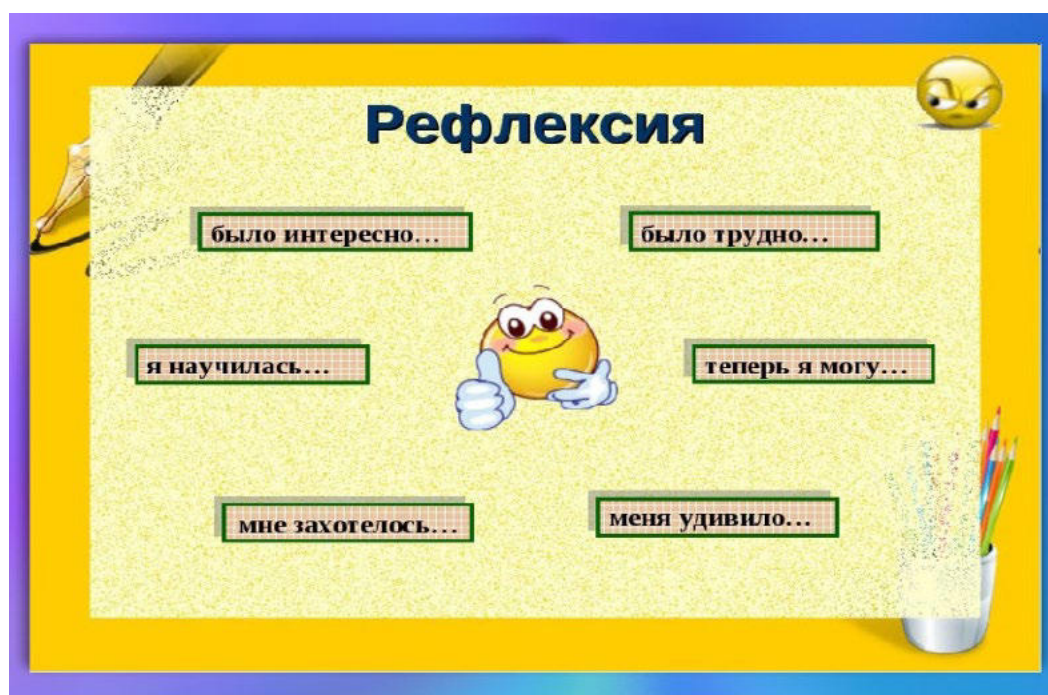 Рефлексия
было интересно…
было трудно…
я научилась…
теперь я могу…
мне захотелось…
меня удивило…